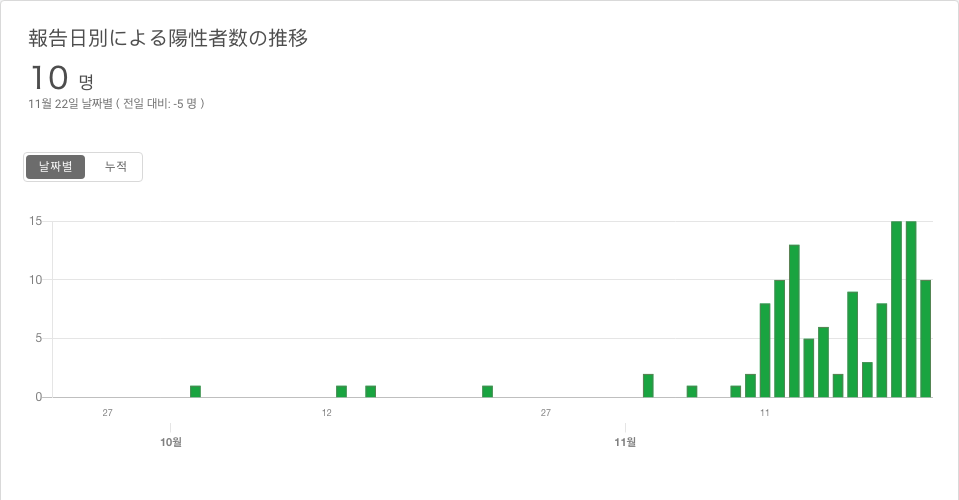 報告日別による陽性者数の推移
10 명
11월 22일 날짜별 ( 전일 대비: -5 명 )
날짜별 누적
15
10
5
0
27 12 27 11
10월 11월